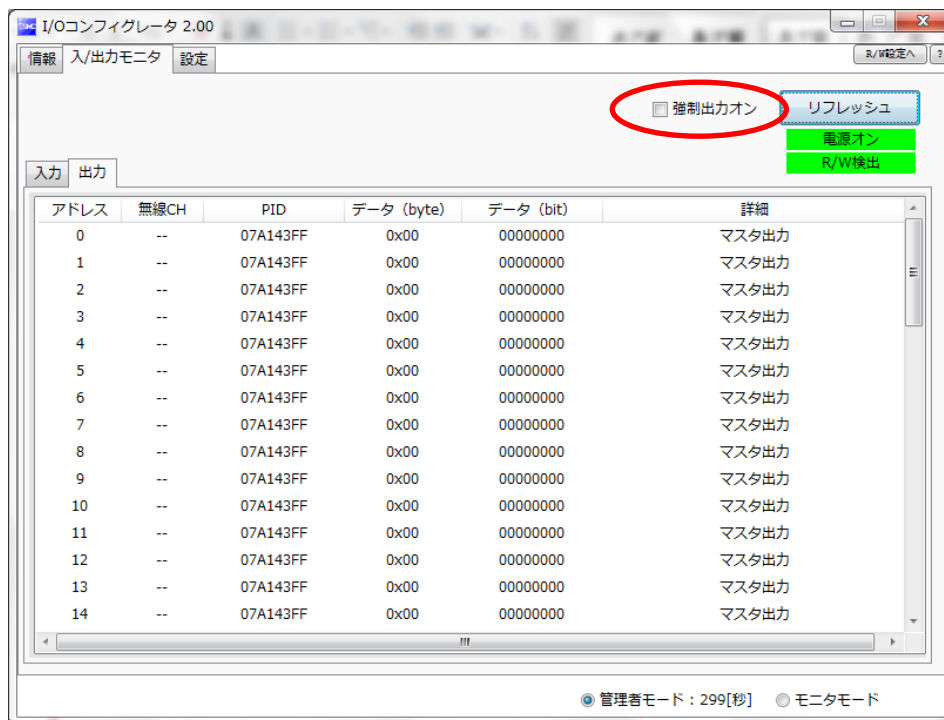 I/Oコンフィグレータ 2.00
情報 入/出力モニタ 設定 R/W設定へ ?
強制出力オン リフレッシュ
電源オン
R/W検出
入力 出力
アドレス 無線CH PID データ (byte) データ (bit) 詳細
0 -- 07A143FF 0x00 00000000 マスタ出力
1 -- 07A143FF 0x00 00000000 マスタ出力
2 -- 07A143FF 0x00 00000000 マスタ出力
3 -- 07A143FF 0x00 00000000 マスタ出力
4 -- 07A143FF 0x00 00000000 マスタ出力
5 -- 07A143FF 0x00 00000000 マスタ出力
6 -- 07A143FF 0x00 00000000 マスタ出力
7 -- 07A143FF 0x00 00000000 マスタ出力
8 -- 07A143FF 0x00 00000000 マスタ出力
9 -- 07A143FF 0x00 00000000 マスタ出力
10 -- 07A143FF 0x00 00000000 マスタ出力
11 -- 07A143FF 0x00 00000000 マスタ出力
12 -- 07A143FF 0x00 00000000 マスタ出力
13 -- 07A143FF 0x00 00000000 マスタ出力
14 -- 07A143FF 0x00 00000000 マスタ出力
管理者モード：299[秒] モニタモード